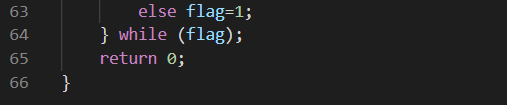 63 else flag=1;
64 } while (flag);
65 return 0;
66 }